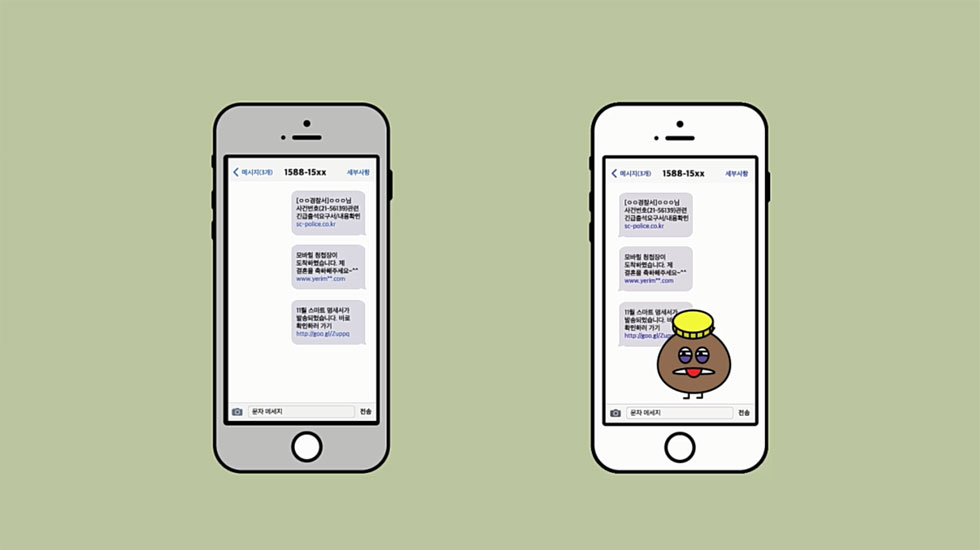 메시지(3개) 1588-15xx 세부사항
[ㅇㅇ경찰서]ㅇㅇㅇ님
사건번호(21-56139)관련
긴급출석요구서/내용확인
sc-police.co.kr
모바일 청첩장이
도착하였습니다. 제
결혼을 축하해주세요~^^
www.yerim**.com
11월 스마트 명세서가
발송되었습니다. 바로
확인하러 가기
http://goo.gl/Zuppq
문자 메세지 전송
메시지(3개) 1588-15xx 세부사항
[ㅇㅇ경찰서]ㅇㅇㅇ님
사건번호(21-56139)관련
긴급출석요구서/내용확인
sc-police.co.kr
모바일 청첩장이
도착하였습니다. 제
결혼을 축하해주세요~^^
www.yerim**.com
11월 스마트 명세서가
발송되었습니다.
확인하러 가기
문자 메세지 전송